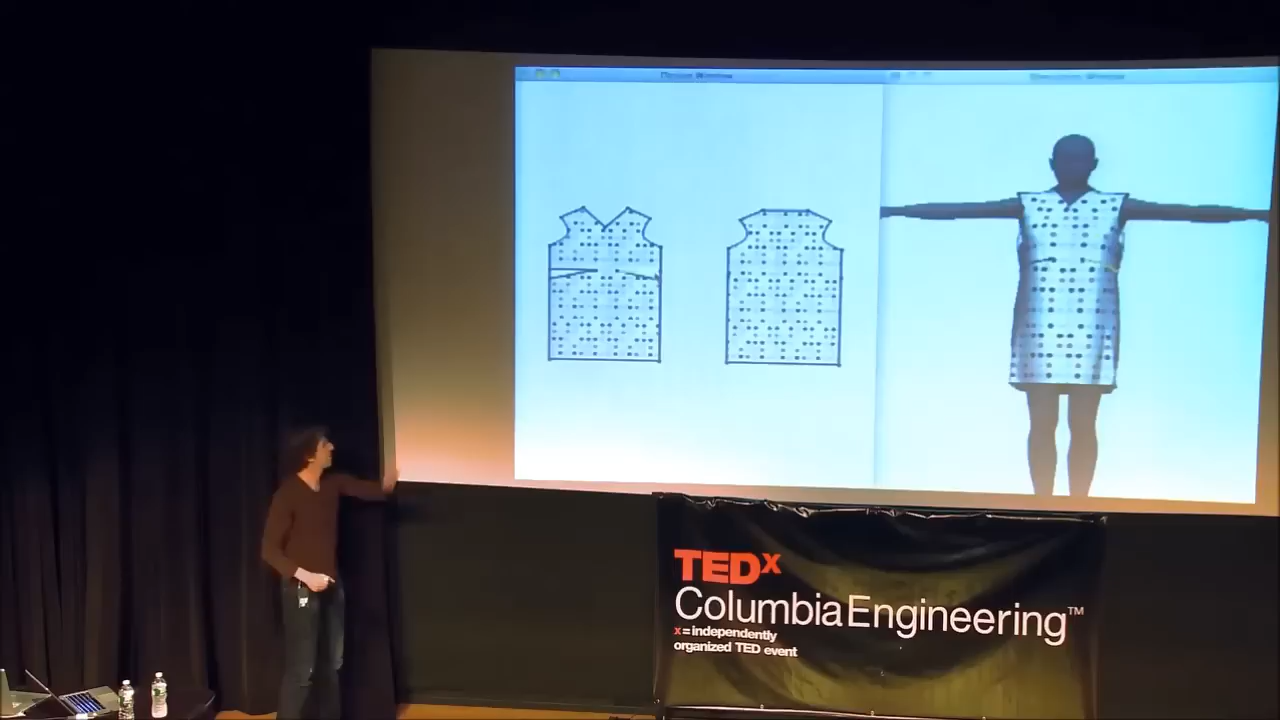 TEDx
ColumbiaEngineering™
x = independently
organized TED event